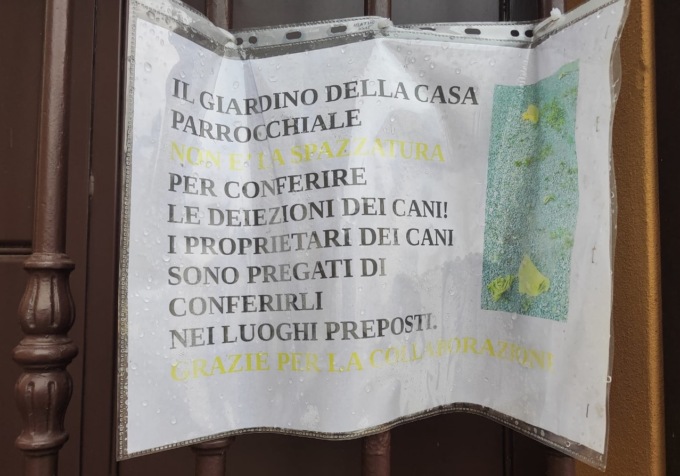 IL GIARDINO DELLA CASA
PARROCCHIALE
NON E' LA SPAZZATURA
PER CONFERIRE
LE DEIEZIONI DEI CANI!
I PROPRIETARI DEI CANI
SONO PREGATI DI
CONFERIRLI
NEI LUOGHI PREPOSTI.
GRAZIE PER LA COLLABORAZIONE